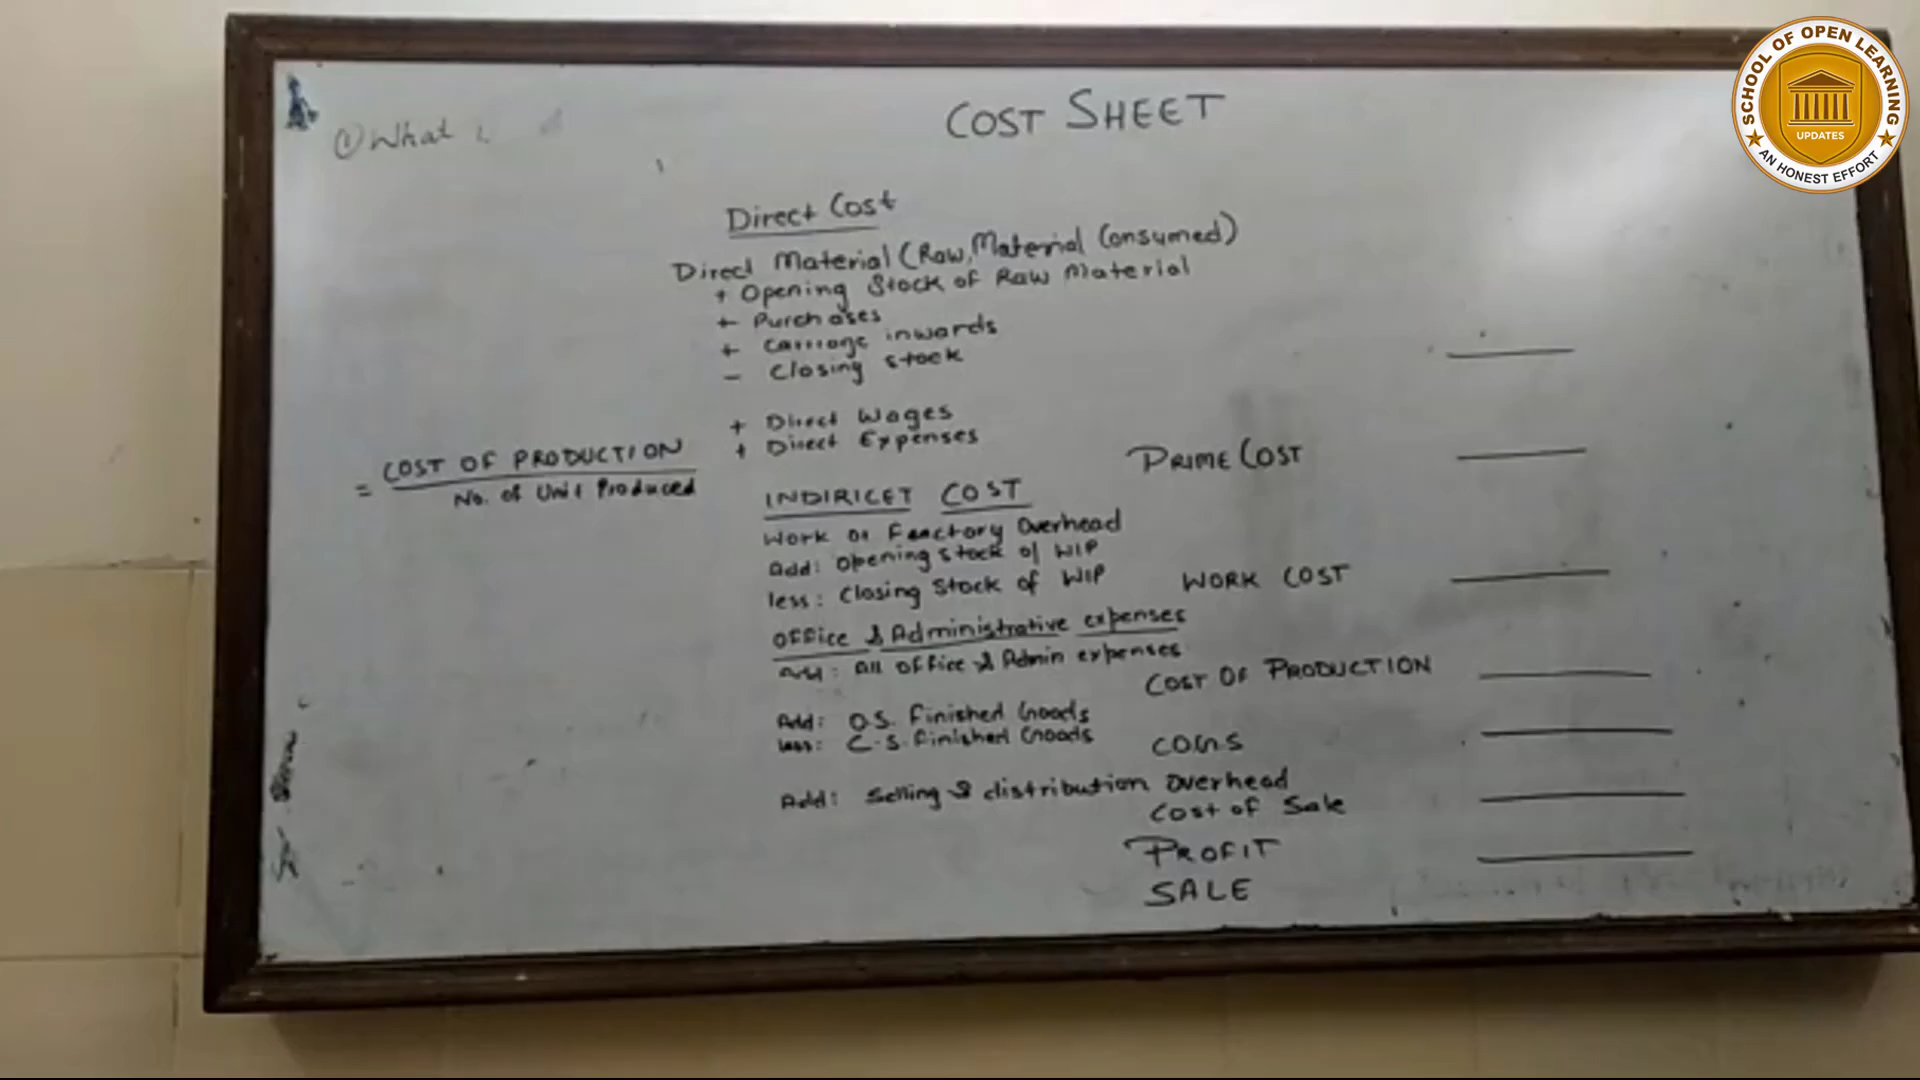 SCHOOL OF OPEN LEARNING
UPDATES
AN HONEST EFFORT
COST SHEET
① What
Direct Cost
Direct Material (Raw Material Consumed)
+ Opening Stock of Raw Material
+ Purchases
+ Carriage inwards
- Closing stock
+ Direct Wages
+ Direct Expenses
PRIME COST
= COST OF PRODUCTION
No. of Unit Produced
INDIRICET COST
Work or Faactory Overhead
Add: Opening stock of WIP
less: Closing Stock of WIP
WORK COST
Office & Administrative expenses
Add: All office & Admin expenses
COST OF PRODUCTION
Add: O.S. Finished Goods
less: C.S. Finished Goods
COGS
Add: Selling & distribution Overhead
Cost of Sale
PROFIT
SALE